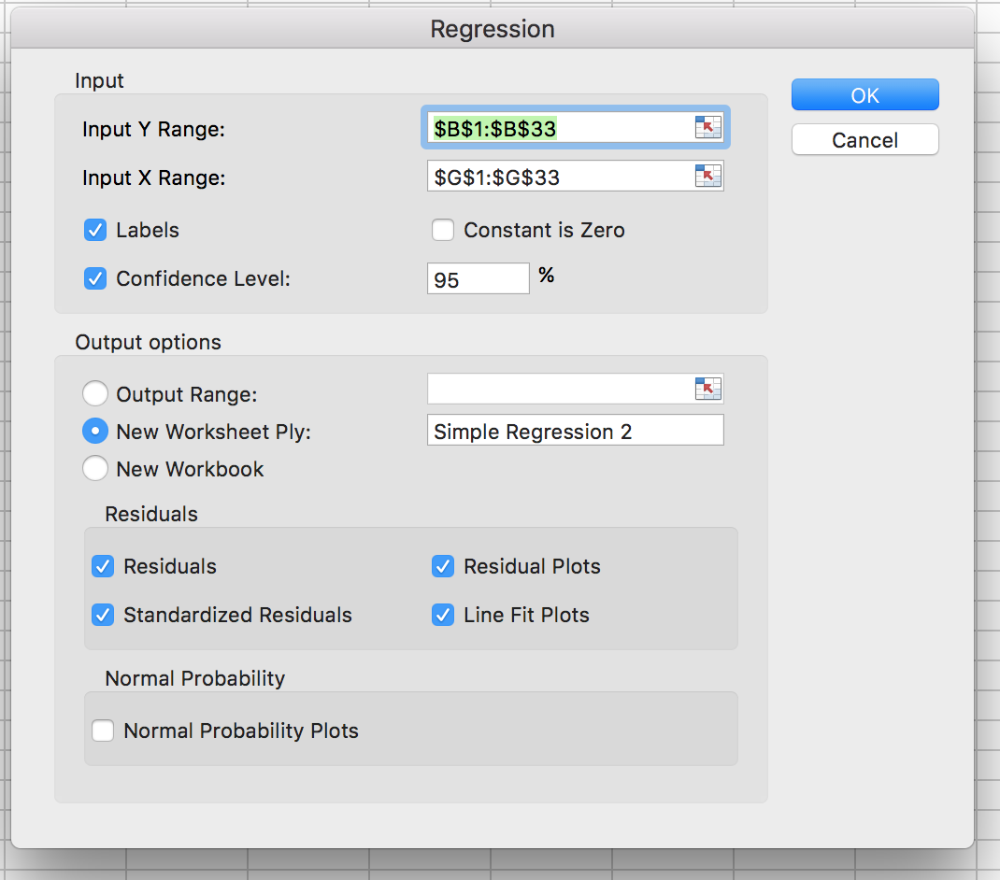 Regression
Input
OK
Input Y Range: $B$1:$B$33
Cancel
Input X Range: $G$1:$G$33
Labels Constant is Zero
Confidence Level: 95 %
Output options
Output Range:
New Worksheet Ply: Simple Regression 2
New Workbook
Residuals
Residuals Residual Plots
Standardized Residuals Line Fit Plots
Normal Probability
Normal Probability Plots